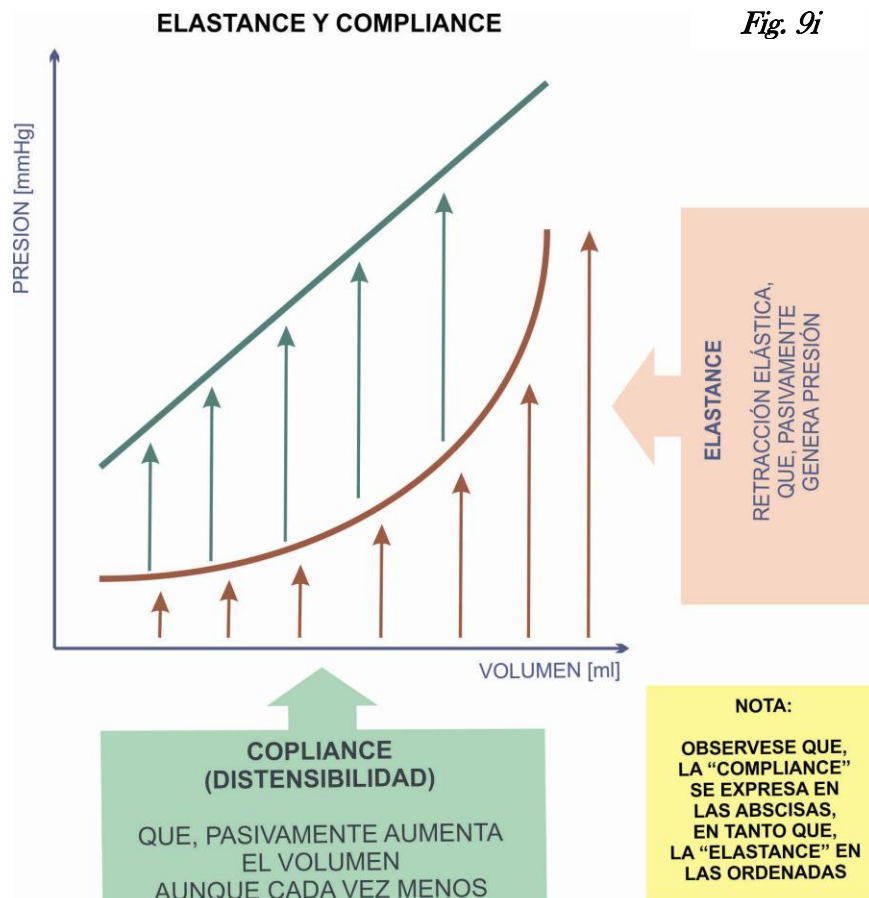 ELASTANCE Y COMPLIANCE
Fig. 9i
PRESION [mmHg]
VOLUMEN [ml]
ELASTANCE
RETRACCIÓN ELÁSTICA,
QUE, PASIVAMENTE
GENERA PRESIÓN
COPLIANCE
(DISTENSIBILIDAD)
QUE, PASIVAMENTE AUMENTA
EL VOLUMEN
AUNQUE CADA VEZ MENOS
NOTA:
OBSERVESE QUE,
LA “COMPLIANCE”
SE EXPRESA EN
LAS ABSCISAS,
EN TANTO QUE,
LA “ELASTANCE” EN
LAS ORDENADAS